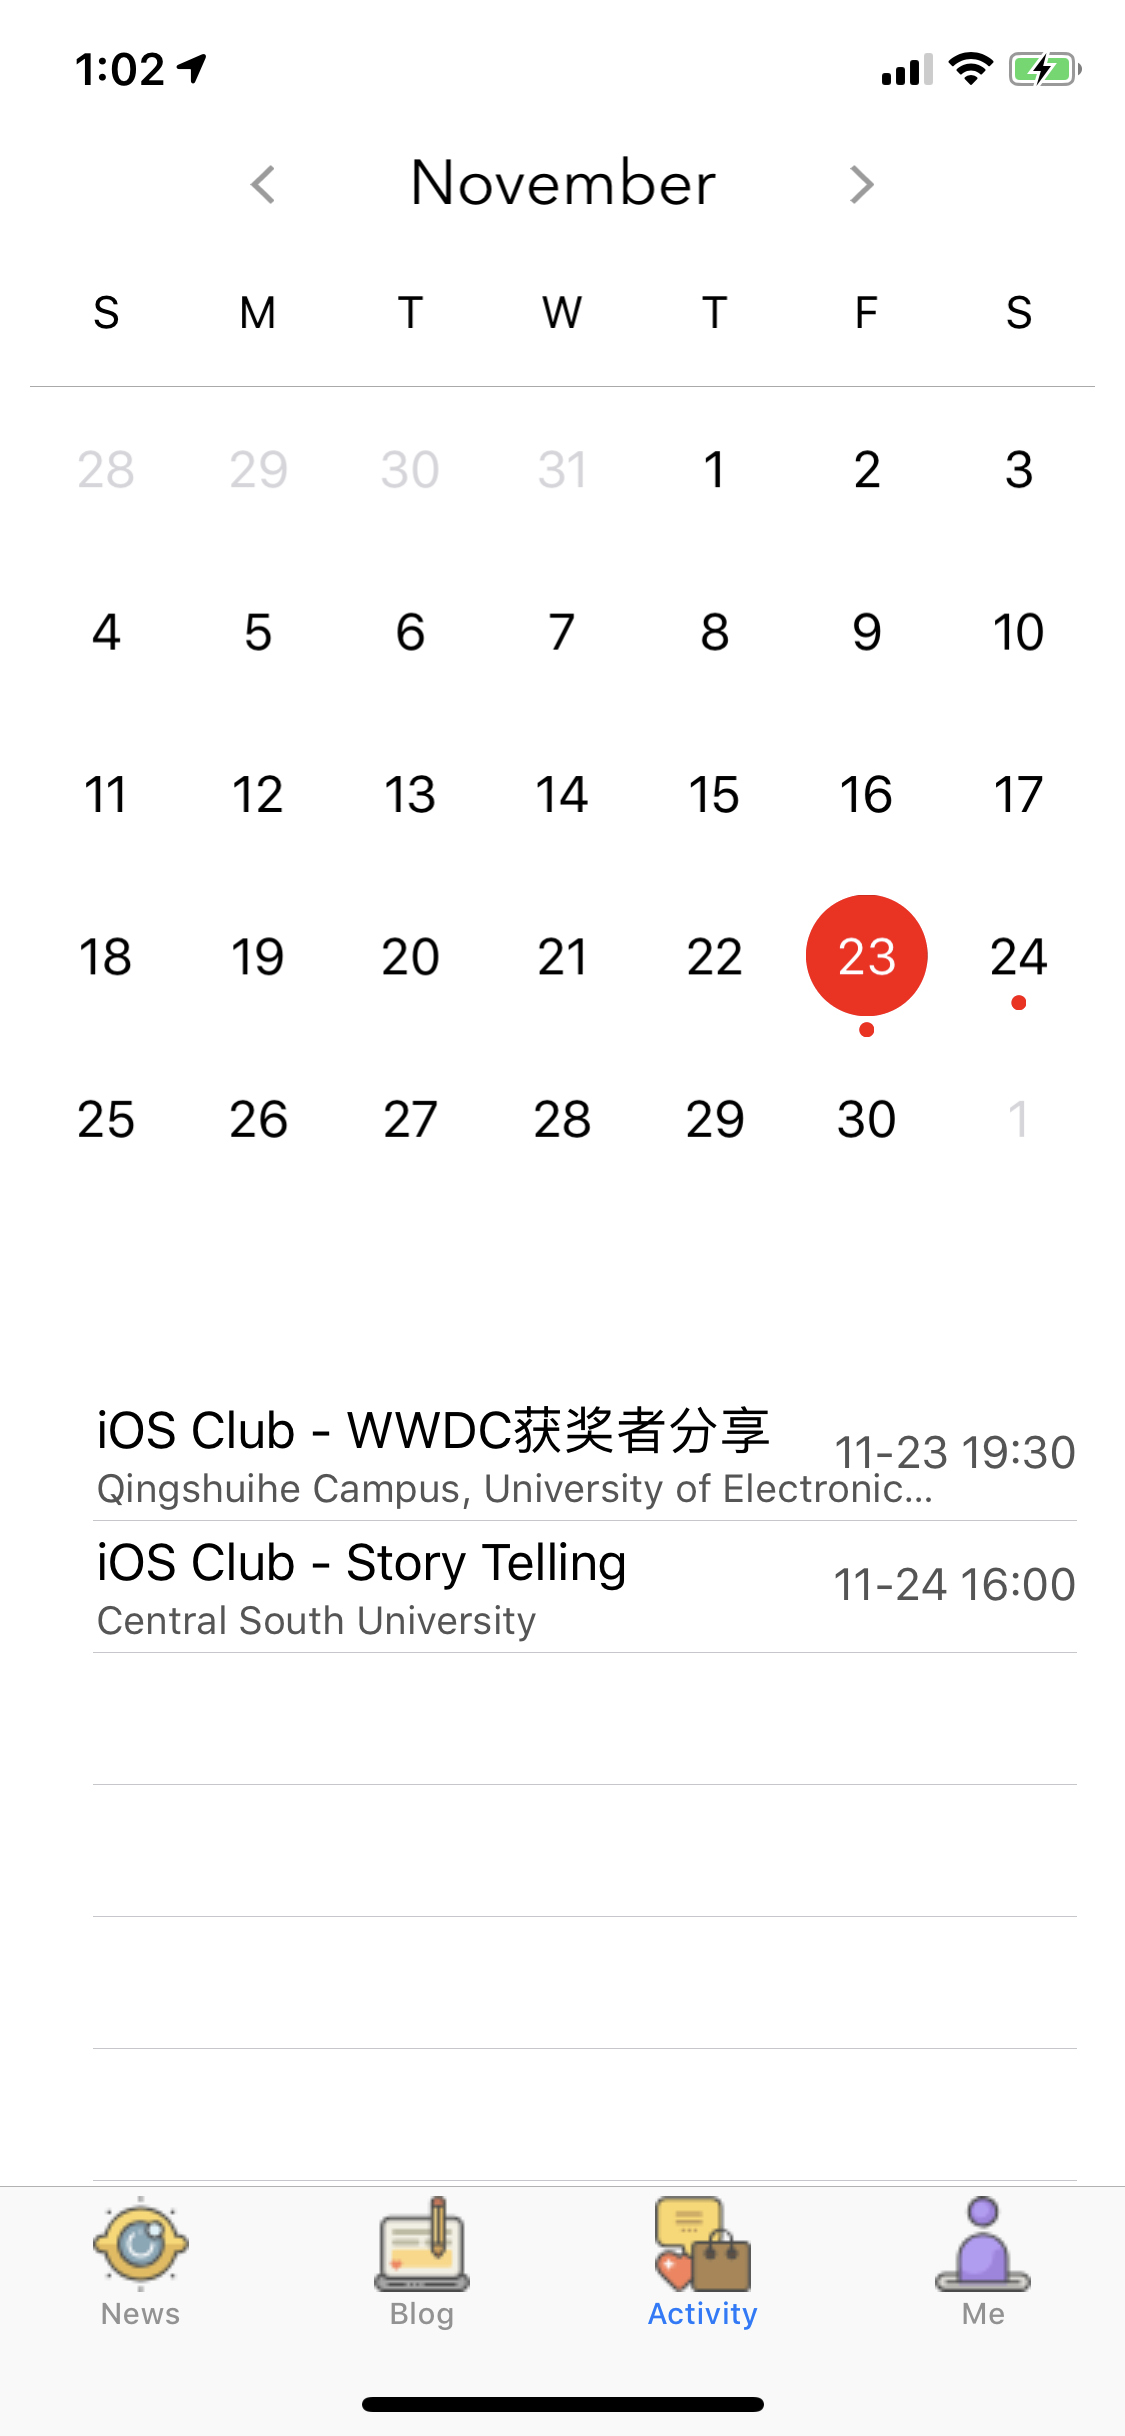 1:02
November
S M T W T F S
28 29 30 31 1 2 3
4 5 6 7 8 9 10
11 12 13 14 15 16 17
18 19 20 21 22 23 24
25 26 27 28 29 30 1
iOS Club - WWDC获奖者分享
11-23 19:30
Qingshuihe Campus, University of Electronic...
iOS Club - Story Telling
11-24 16:00
Central South University
News Blog Activity Me